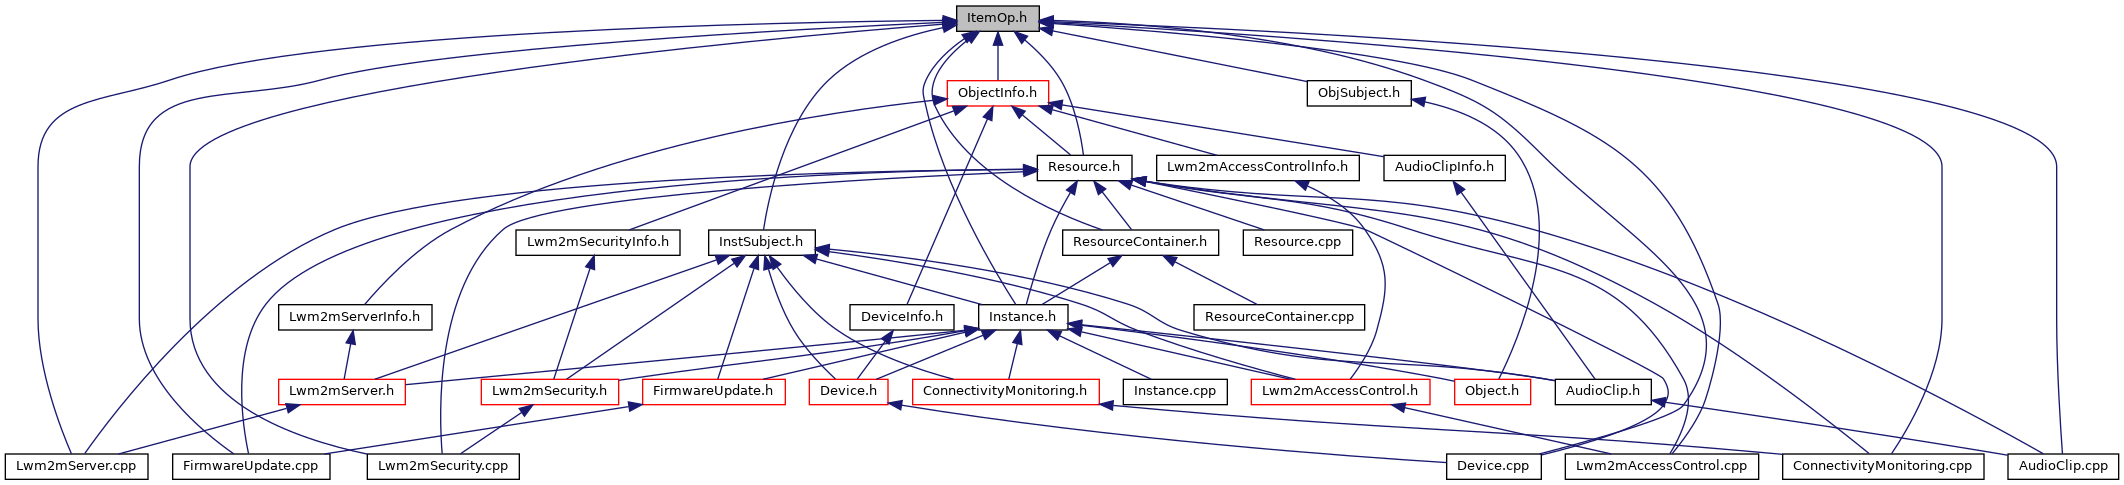 ItemOp.h
ObjectInfo.h
ObjSubject.h
Resource.h
Lwm2mAccessControlInfo.h
AudioClipInfo.h
Lwm2mSecurityInfo.h
InstSubject.h
ResourceContainer.h
Resource.cpp
Lwm2mServerInfo.h
DeviceInfo.h
Instance.h
ResourceContainer.cpp
Lwm2mServer.h
Lwm2mSecurity.h
FirmwareUpdate.h
Device.h
ConnectivityMonitoring.h
Instance.cpp
Lwm2mAccessControl.h
Object.h
AudioClip.h
Lwm2mServer.cpp
FirmwareUpdate.cpp
Lwm2mSecurity.cpp
Device.cpp
Lwm2mAccessControl.cpp
ConnectivityMonitoring.cpp
AudioClip.cpp